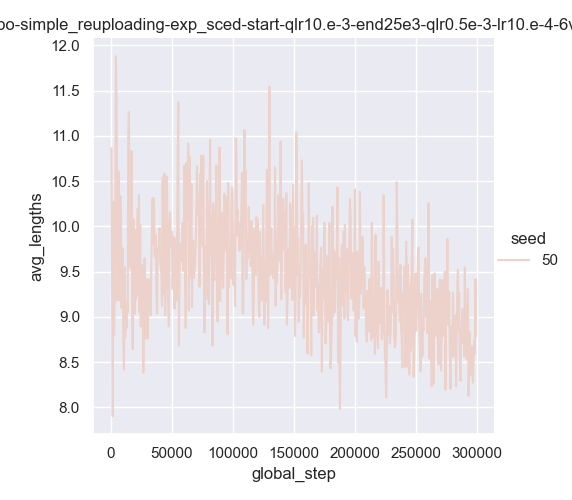 po-simple_reuploading-exp_sced-start-qlr10.e-3-end25e3-qlr0.5e-3-lr10.e-4-6v
12.0
11.5
11.0
10.5
10.0
9.5
9.0
8.5
8.0
avg_lengths
0 50000 100000 150000 200000 250000 300000
global_step
seed
50